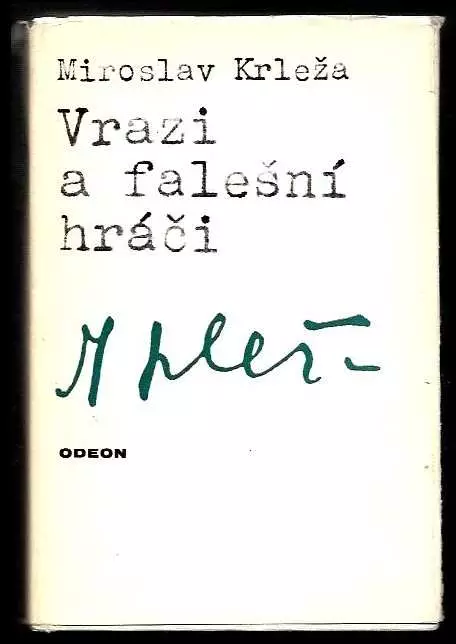 Miroslav Krleža
Vrazi
a falešní
hráči
ODEON